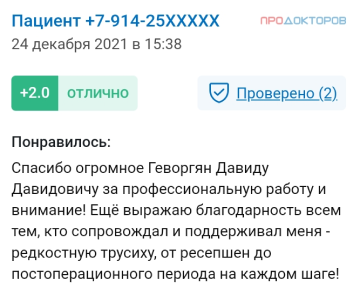 Пациент +7-914-25XXXXX
ПРОДОКТОРОВ
24 декабря 2021 в 15:38
+2.0 ОТЛИЧНО
Проверено (2)
Понравилось:
Спасибо огромное Геворгян Давиду
Давидовичу за профессиональную работу и
внимание! Ещё выражаю благодарность всем
тем, кто сопровождал и поддерживал меня -
редкостную трусиху, от ресепшен до
постоперационного периода на каждом шаге!